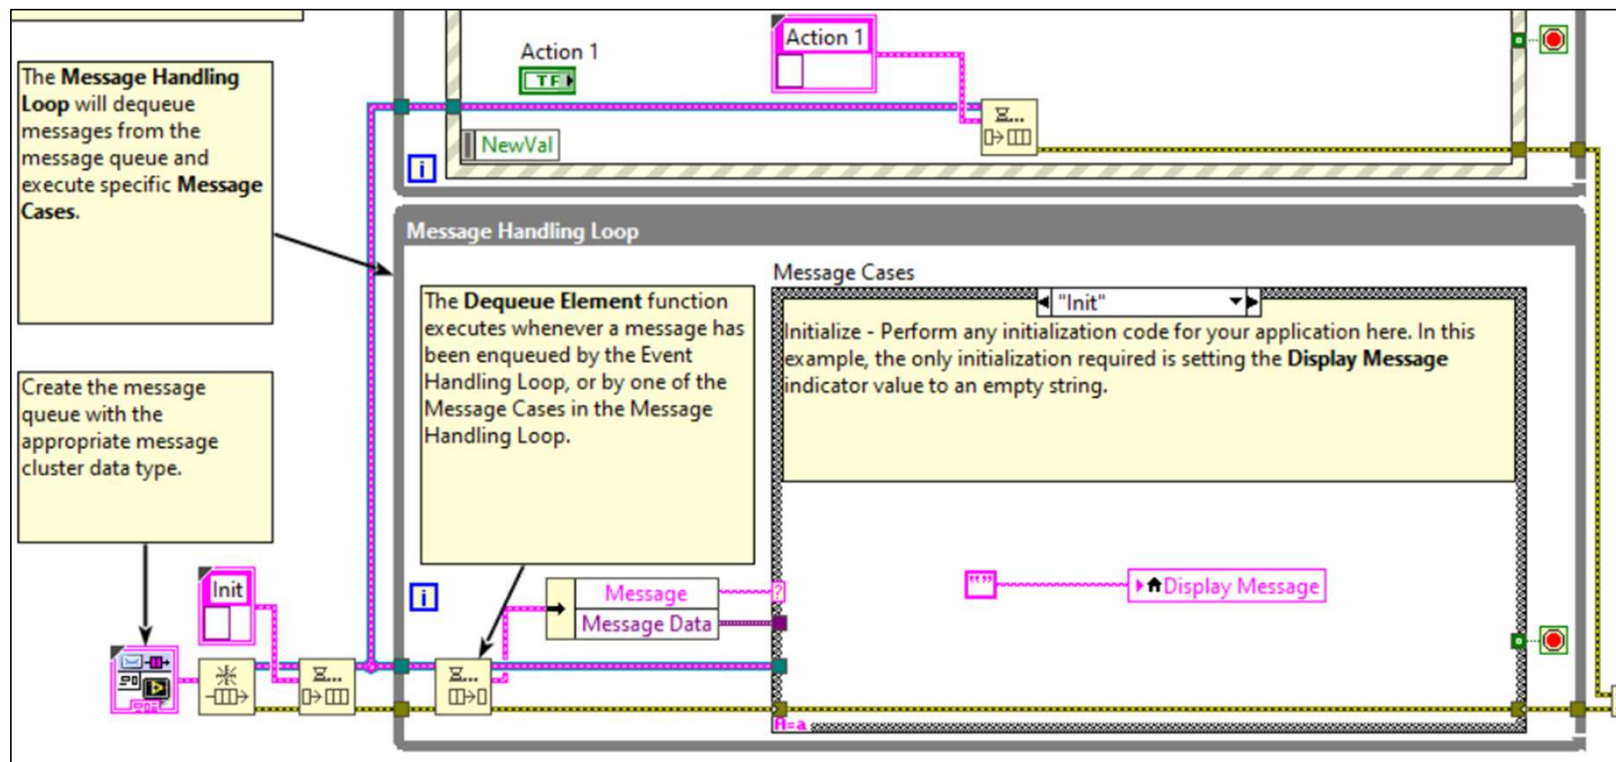 The Message Handling
Loop will dequeue
messages from the
message queue and
execute specific Message
Cases.
Action 1
TF
NewVal
Action 1
i
Message Handling Loop
Create the message
queue with the
appropriate message
cluster data type.
The Dequeue Element function
executes whenever a message has
been enqueued by the Event
Handling Loop, or by one of the
Message Cases in the Message
Handling Loop.
Message Cases
"Init"
Initialize - Perform any initialization code for your application here. In this
example, the only initialization required is setting the Display Message
indicator value to an empty string.
Init
i
Message
Message Data
?
""
Display Message
A=a